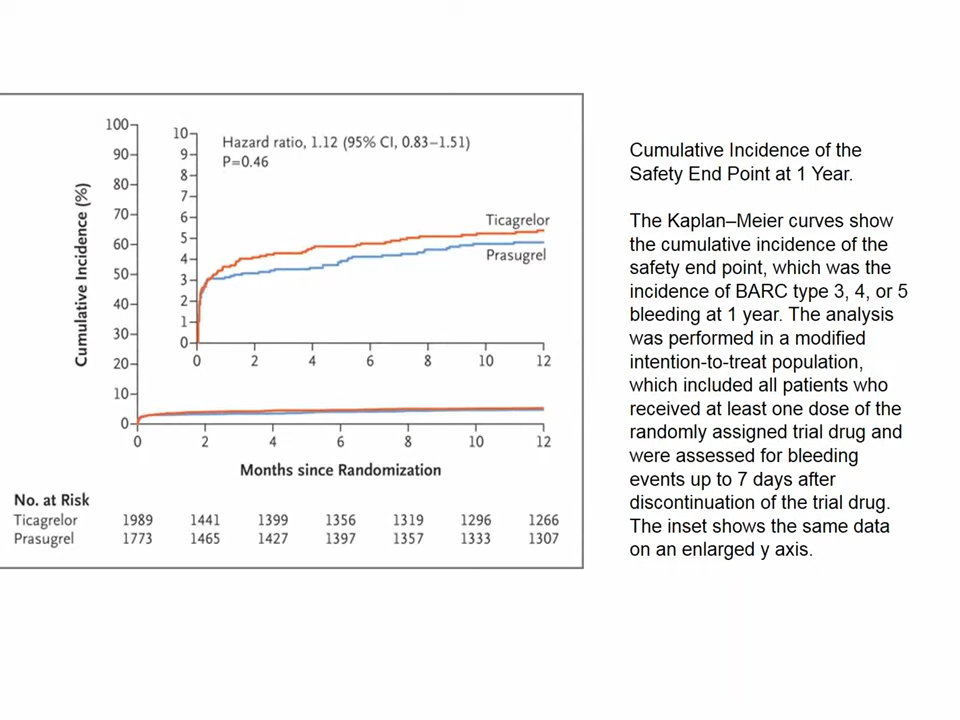 100
90
80
70
60
50
40
30
20
10
0
Cumulative Incidence (%)
10
9
8
7
6
5
4
3
2
1
0
Hazard ratio, 1.12 (95% CI, 0.83–1.51)
P=0.46
Ticagrelor
Prasugrel
0 2 4 6 8 10 12
0 2 4 6 8 10 12
Months since Randomization
No. at Risk
Ticagrelor 1989 1441 1399 1356 1319 1296 1266
Prasugrel 1773 1465 1427 1397 1357 1333 1307
Cumulative Incidence of the
Safety End Point at 1 Year.
The Kaplan–Meier curves show
the cumulative incidence of the
safety end point, which was the
incidence of BARC type 3, 4, or 5
bleeding at 1 year. The analysis
was performed in a modified
intention-to-treat population,
which included all patients who
received at least one dose of the
randomly assigned trial drug and
were assessed for bleeding
events up to 7 days after
discontinuation of the trial drug.
The inset shows the same data
on an enlarged y axis.